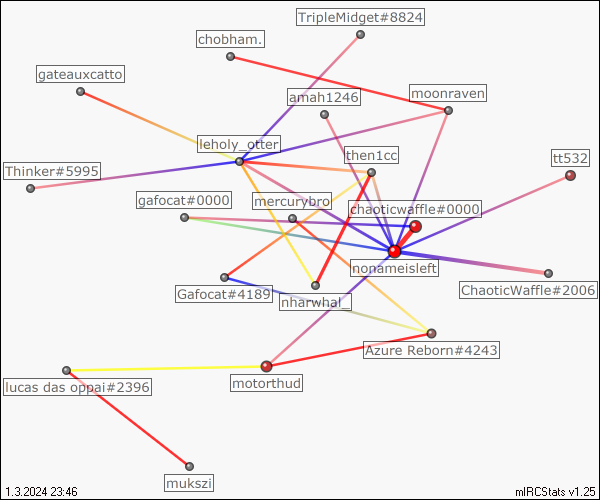 TripleMidget#8824
chobham.
gateauxcatto
amah1246
moonraven
leholy_otter
then1cc
tt532
Thinker#5995
gafocat#0000
mercurybro
chaoticwaffle#0000
nonameisleft
Gafocat#4189
nharwhal_
ChaoticWaffle#2006
Azure Reborn#4243
lucas das oppai#2396
motorthud
mukszi
1.3.2024 23:46
mIRCStats v1.25